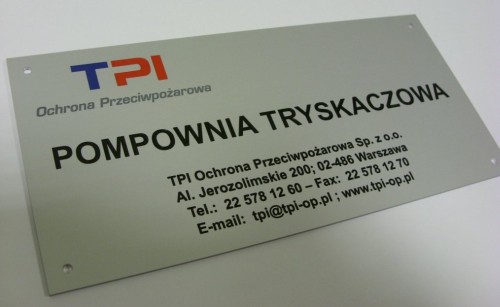 TPI
Ochrona Przeciwpożarowa
POMPOWNIA TRYSKACZOWA
TPI Ochrona Przeciwpożarowa Sp. z o.o.
Al. Jerozolimskie 200; 02-486 Warszawa
Tel.: 22 578 12 60 – Fax: 22 578 12 70
E-mail: tpi@tpi-op.pl ; www.tpi-op.pl